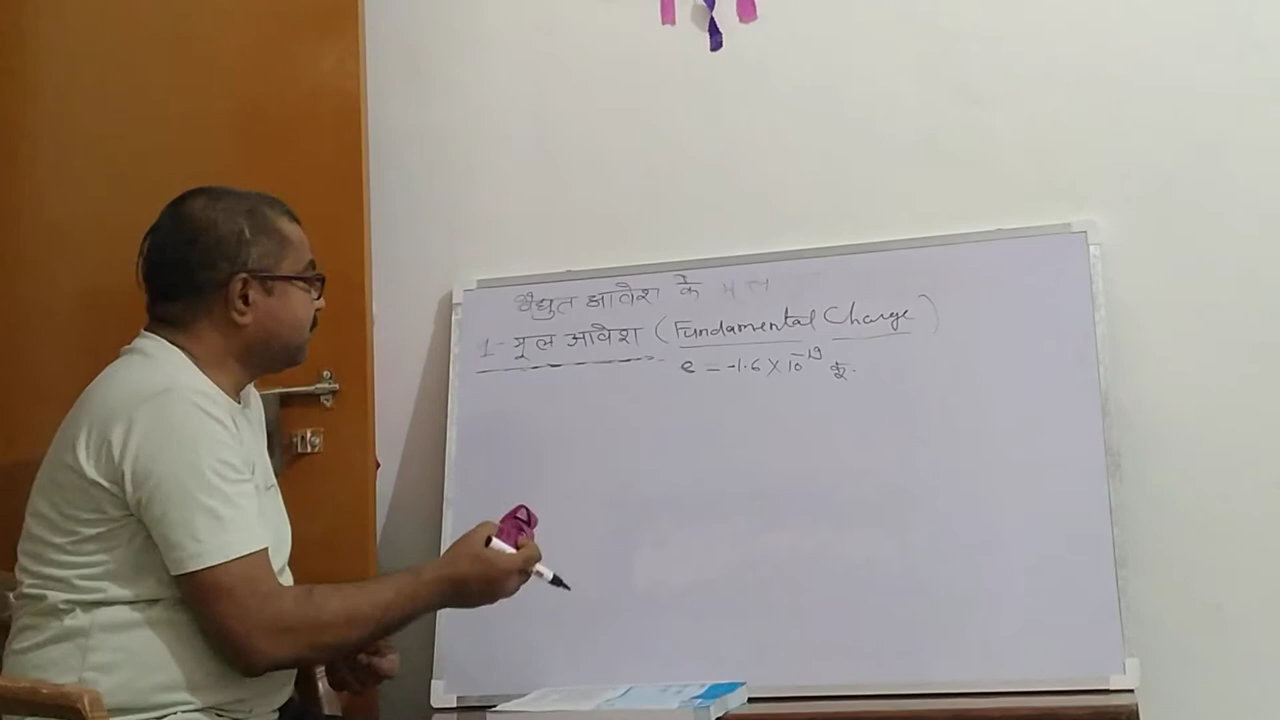 वैद्युत आवेश के मूल
1- मूल आवेश (Fundamental Charge)
e = -1.6 X 10⁻¹⁹ कू.